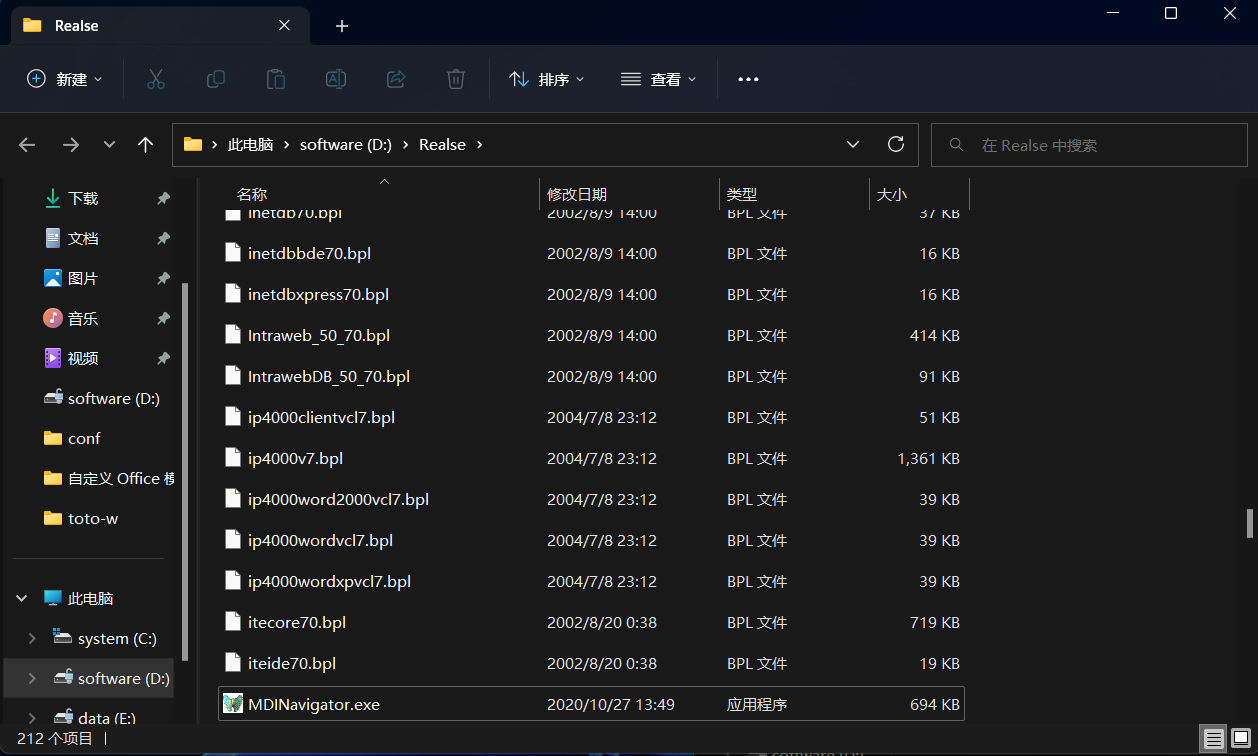 Realse
新建
排序
查看
此电脑
software (D:)
Realse
在 Realse 中搜索
名称
修改日期
类型
大小
inetdb70.bpl 2002/8/9 14:00 BPL 文件 37 KB
inetdbbde70.bpl 2002/8/9 14:00 BPL 文件 16 KB
inetdbxpress70.bpl 2002/8/9 14:00 BPL 文件 16 KB
Intraweb_50_70.bpl 2002/8/9 14:00 BPL 文件 414 KB
IntrawebDB_50_70.bpl 2002/8/9 14:00 BPL 文件 91 KB
ip4000clientvcl7.bpl 2004/7/8 23:12 BPL 文件 51 KB
ip4000v7.bpl 2004/7/8 23:12 BPL 文件 1,361 KB
ip4000word2000vcl7.bpl 2004/7/8 23:12 BPL 文件 39 KB
ip4000wordvcl7.bpl 2004/7/8 23:12 BPL 文件 39 KB
ip4000wordxpvcl7.bpl 2004/7/8 23:12 BPL 文件 39 KB
itecore70.bpl 2002/8/20 0:38 BPL 文件 719 KB
iteide70.bpl 2002/8/20 0:38 BPL 文件 19 KB
MDINavigator.exe 2020/10/27 13:49 应用程序 694 KB
下载
文档
图片
音乐
视频
software (D:)
conf
自定义 Office 模
toto-w
此电脑
system (C:)
software (D:)
data (E:)
212 个项目